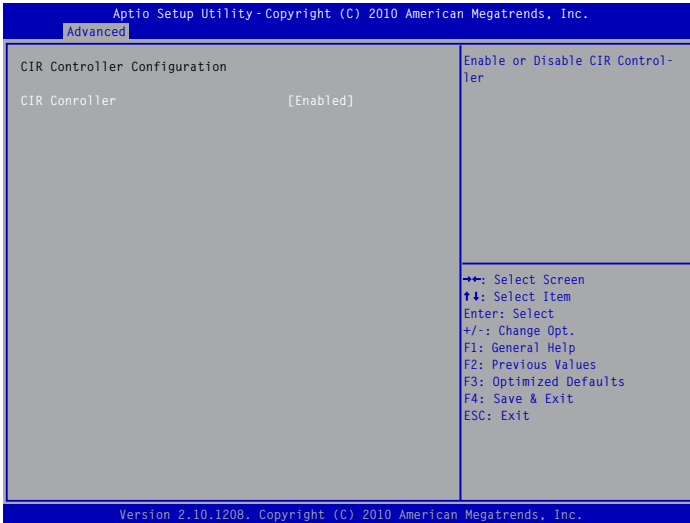 Aptio Setup Utility - Copyright (C) 2010 American Megatrends, Inc.
Advanced
CIR Controller Configuration
CIR Conroller [Enabled]
Enable or Disable CIR Control-
ler
→←: Select Screen
↑↓: Select Item
Enter: Select
+/-: Change Opt.
F1: General Help
F2: Previous Values
F3: Optimized Defaults
F4: Save & Exit
ESC: Exit
Version 2.10.1208. Copyright (C) 2010 American Megatrends, Inc.